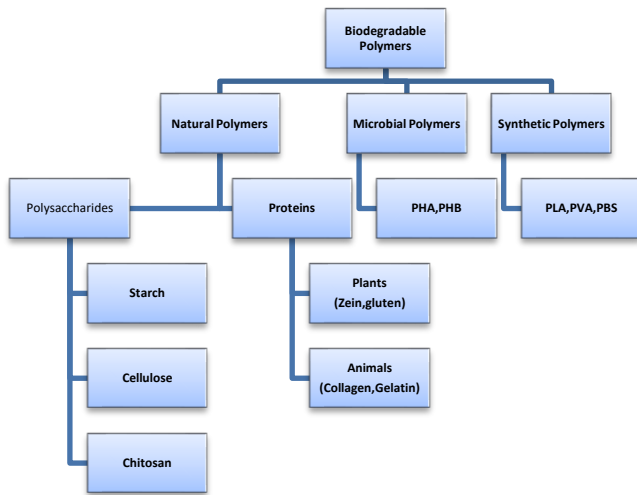 Biodegradable
Polymers
Natural Polymers
Microbial Polymers
Synthetic Polymers
Polysaccharides
Proteins
PHA,PHB
PLA,PVA,PBS
Starch
Plants
(Zein,gluten)
Cellulose
Animals
(Collagen,Gelatin)
Chitosan